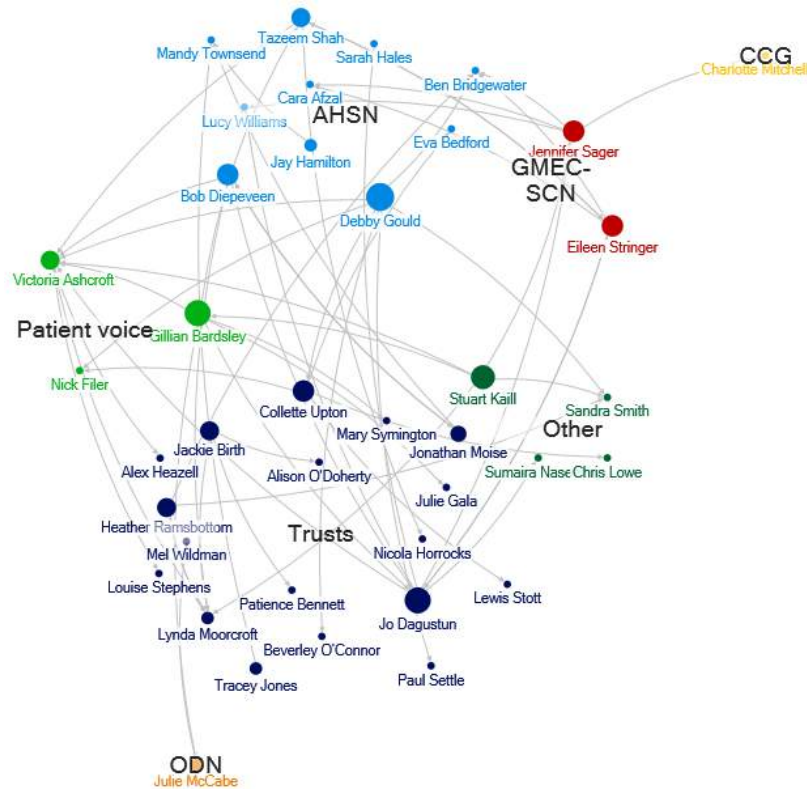 Tazeem Shah
Mandy Townsend
Sarah Hales
CCG
Charlotte Mitchell
Ben Bridgewater
Cara Afzal
AHSN
Lucy Williams
Eva Bedford
Jennifer Sager
Jay Hamilton
GMEC-
SCN
Bob Diepeveen
Debby Gould
Eileen Stringer
Victoria Ashcroft
Patient voice
Gillian Bardsley
Nick Filer
Stuart Kaill
Collette Upton
Sandra Smith
Mary Symington
Other
Jackie Birth
Jonathan Moise
Alex Heazell
Alison O'Doherty
Sumaira Nase
Chris Lowe
Julie Gala
Heather Ramsbottom
Trusts
Mel Wildman
Nicola Horrocks
Louise Stephens
Patience Bennett
Lewis Stott
Lynda Moorcroft
Jo Dagustun
Beverley O'Connor
Tracey Jones
Paul Settle
ODN
Julie McCabe